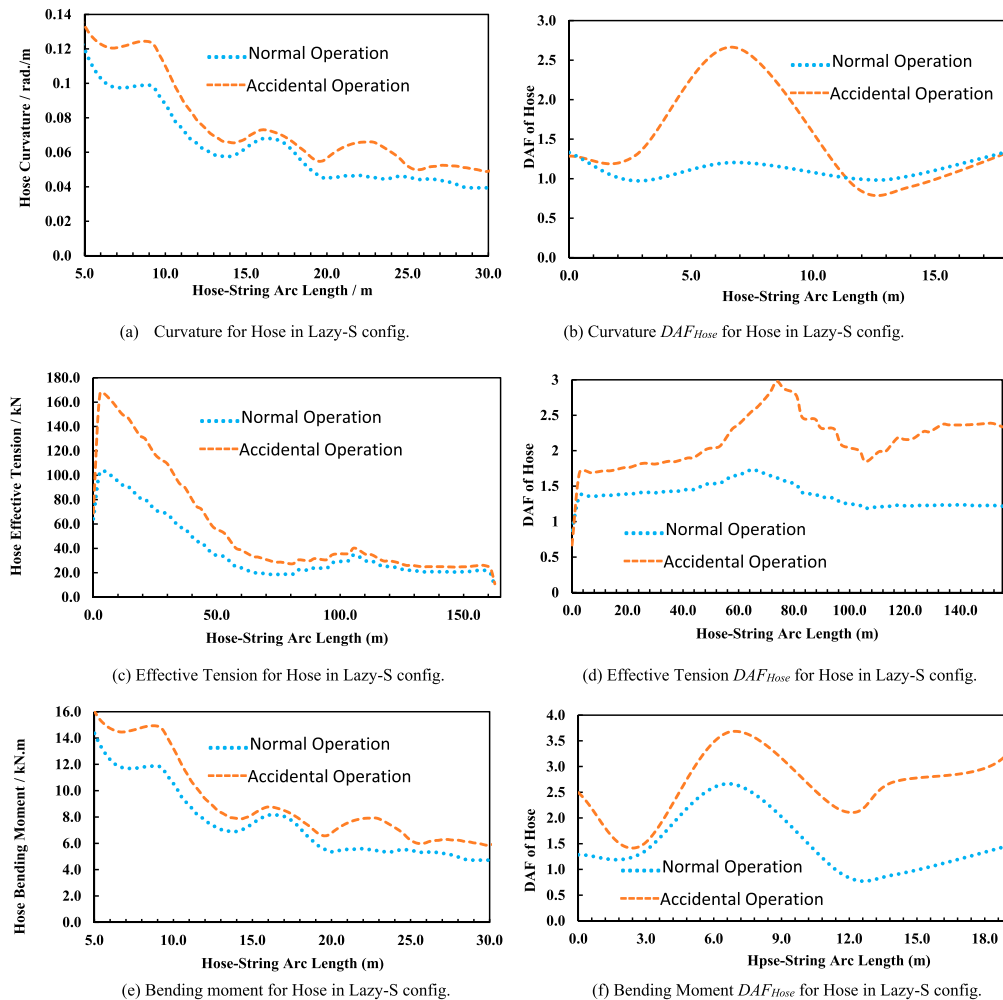 0.14
0.12
0.1
0.08
0.06
0.04
0.02
0.0
5.0 10.0 15.0 20.0 25.0 30.0
Hose Curvature / rad./m
Hose-String Arc Length / m
Normal Operation
Accidental Operation
(a) Curvature for Hose in Lazy-S config.
3.0
2.5
2.0
1.5
1.0
0.5
0.0
0.0 5.0 10.0 15.0
DAF of Hose
Hose-String Arc Length (m)
Normal Operation
Accidental Operation
(b) Curvature DAFHose for Hose in Lazy-S config.
180.0
160.0
140.0
120.0
100.0
80.0
60.0
40.0
20.0
0.0
0.0 50.0 100.0 150.0
Hose Effective Tension / kN
Hose-String Arc Length (m)
Normal Operation
Accidental Operation
(c) Effective Tension for Hose in Lazy-S config.
3
2.5
2
1.5
1
0.5
0
0.0 20.0 40.0 60.0 80.0 100.0 120.0 140.0
DAF of Hose
Hose-String Arc Length (m)
Normal Operation
Accidental Operation
(d) Effective Tension DAFHose for Hose in Lazy-S config.
16.0
14.0
12.0
10.0
8.0
6.0
4.0
2.0
0.0
5.0 10.0 15.0 20.0 25.0 30.0
Hose Bending Moment / kN.m
Hose-String Arc Length (m)
Normal Operation
Accidental Operation
(e) Bending moment for Hose in Lazy-S config.
4.0
3.5
3.0
2.5
2.0
1.5
1.0
0.5
0.0
0.0 3.0 6.0 9.0 12.0 15.0 18.0
DAF of Hose
Hpse-String Arc Length (m)
Normal Operation
Accidental Operation
(f) Bending Moment DAFHose for Hose in Lazy-S config.